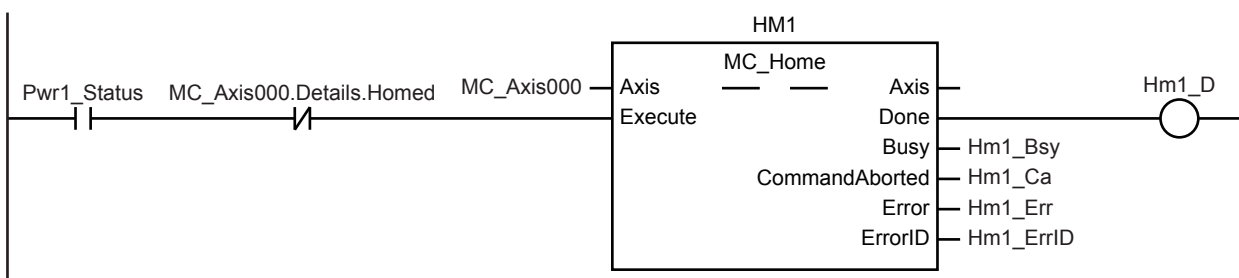 HM1
MC_Home
Pwr1_Status MC_Axis000.Details.Homed MC_Axis000 Axis Axis Hm1_D
Execute Done
Busy Hm1_Bsy
CommandAborted Hm1_Ca
Error Hm1_Err
ErrorID Hm1_ErrID